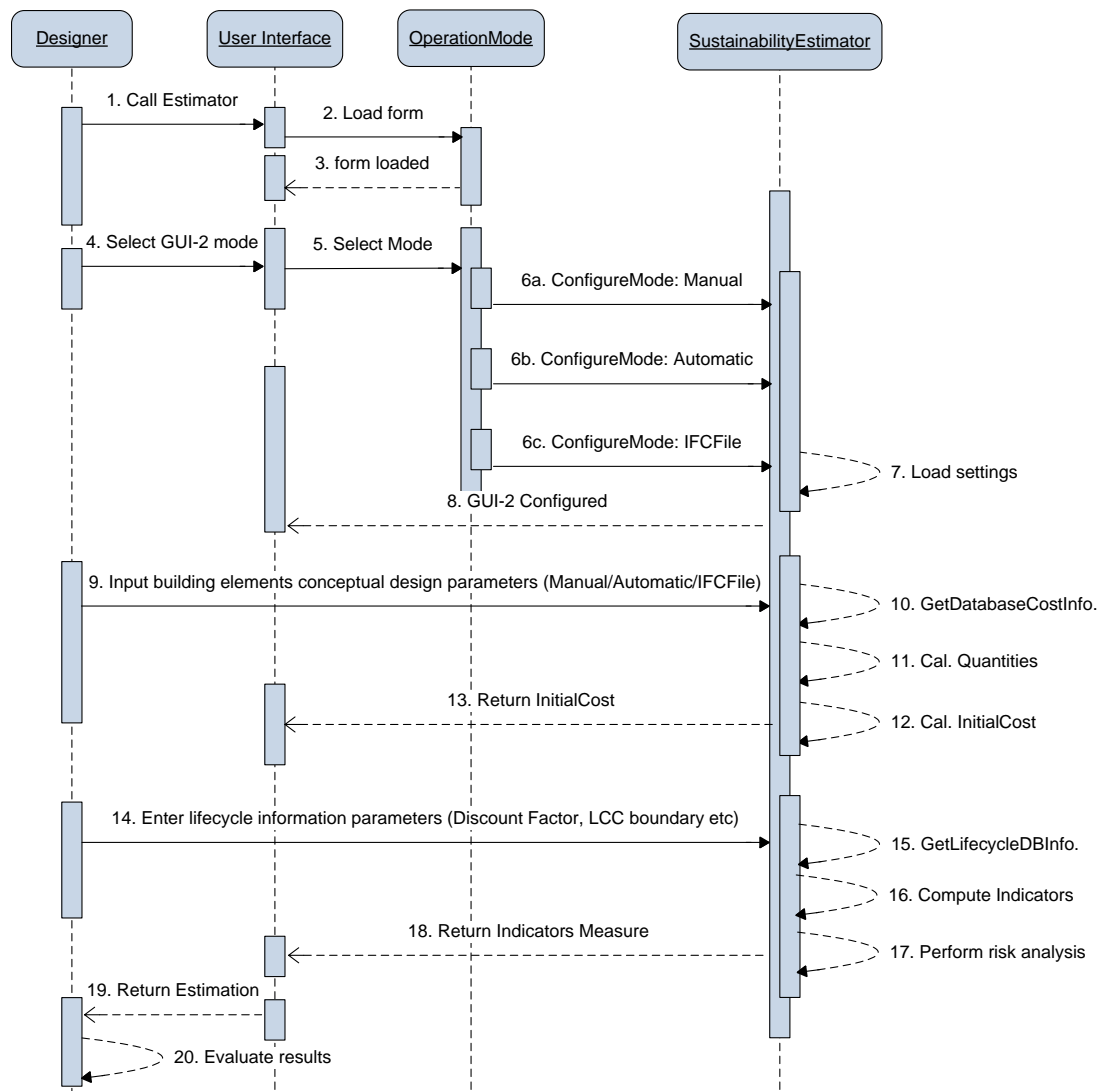 Designer
User Interface
OperationMode
SustainabilityEstimator
1. Call Estimator
2. Load form
3. form loaded
4. Select GUI-2 mode
5. Select Mode
6a. ConfigureMode: Manual
6b. ConfigureMode: Automatic
6c. ConfigureMode: IFCFile
7. Load settings
8. GUI-2 Configured
9. Input building elements conceptual design parameters (Manual/Automatic/IFCFile)
10. GetDatabaseCostInfo.
11. Cal. Quantities
13. Return InitialCost
12. Cal. InitialCost
14. Enter lifecycle information parameters (Discount Factor, LCC boundary etc)
15. GetLifecycleDBInfo.
16. Compute Indicators
18. Return Indicators Measure
17. Perform risk analysis
19. Return Estimation
20. Evaluate results